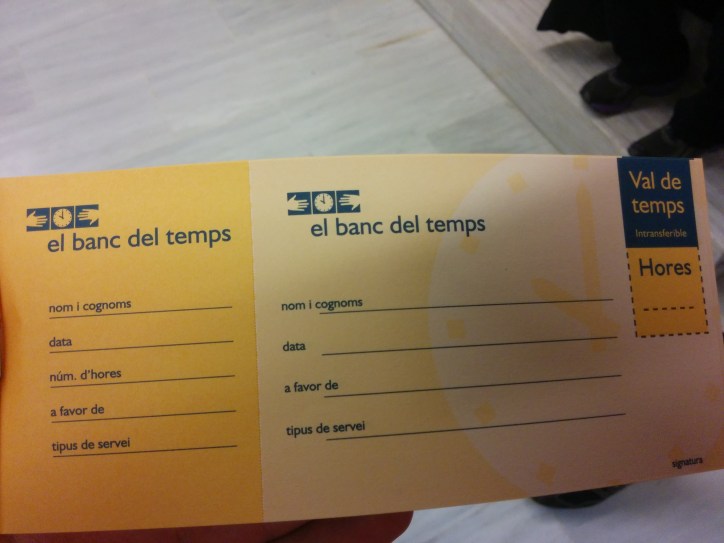 el banc del temps
nom i cognoms
data
núm. d'hores
a favor de
tipus de servei
el banc del temps
nom i cognoms
data
a favor de
tipus de servei
Val de
temps
Intransferible
Hores
signatura